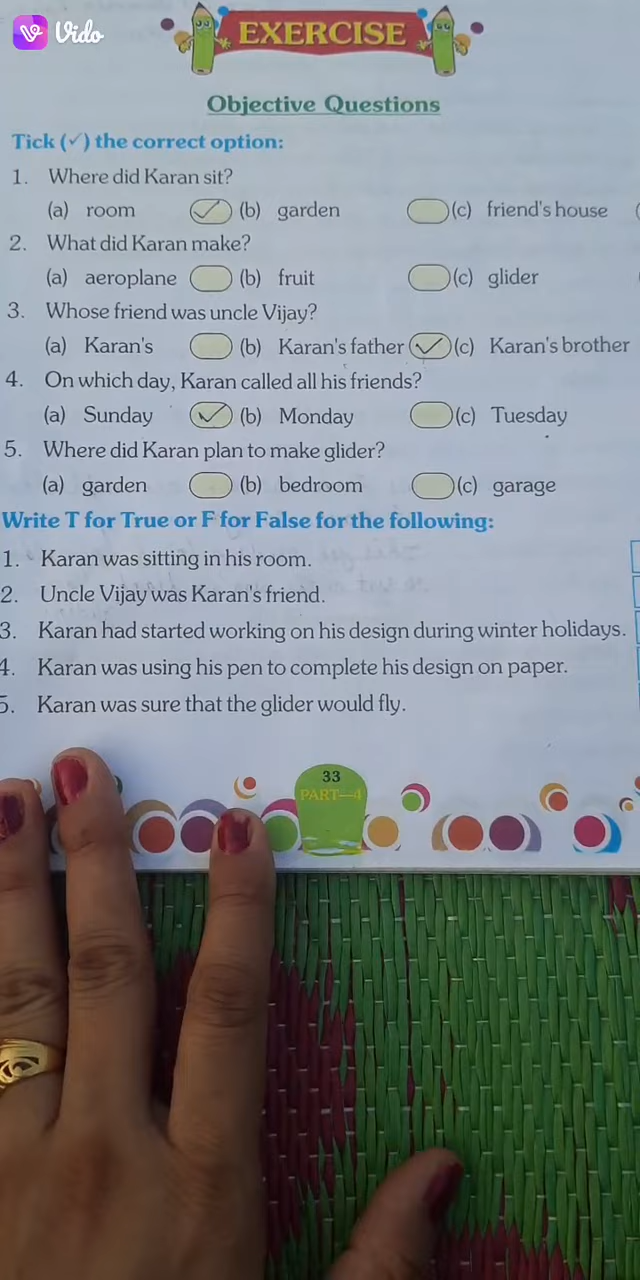 Vido
EXERCISE
Objective Questions
Tick (✓) the correct option:
1. Where did Karan sit?
(a) room ✓ (b) garden (c) friend's house
2. What did Karan make?
(a) aeroplane (b) fruit (c) glider
3. Whose friend was uncle Vijay?
(a) Karan's (b) Karan's father ✓ (c) Karan's brother
4. On which day, Karan called all his friends?
(a) Sunday ✓ (b) Monday (c) Tuesday
5. Where did Karan plan to make glider?
(a) garden (b) bedroom (c) garage
Write T for True or F for False for the following:
1. Karan was sitting in his room.
2. Uncle Vijay was Karan's friend.
3. Karan had started working on his design during winter holidays.
4. Karan was using his pen to complete his design on paper.
5. Karan was sure that the glider would fly.
33
PART—4